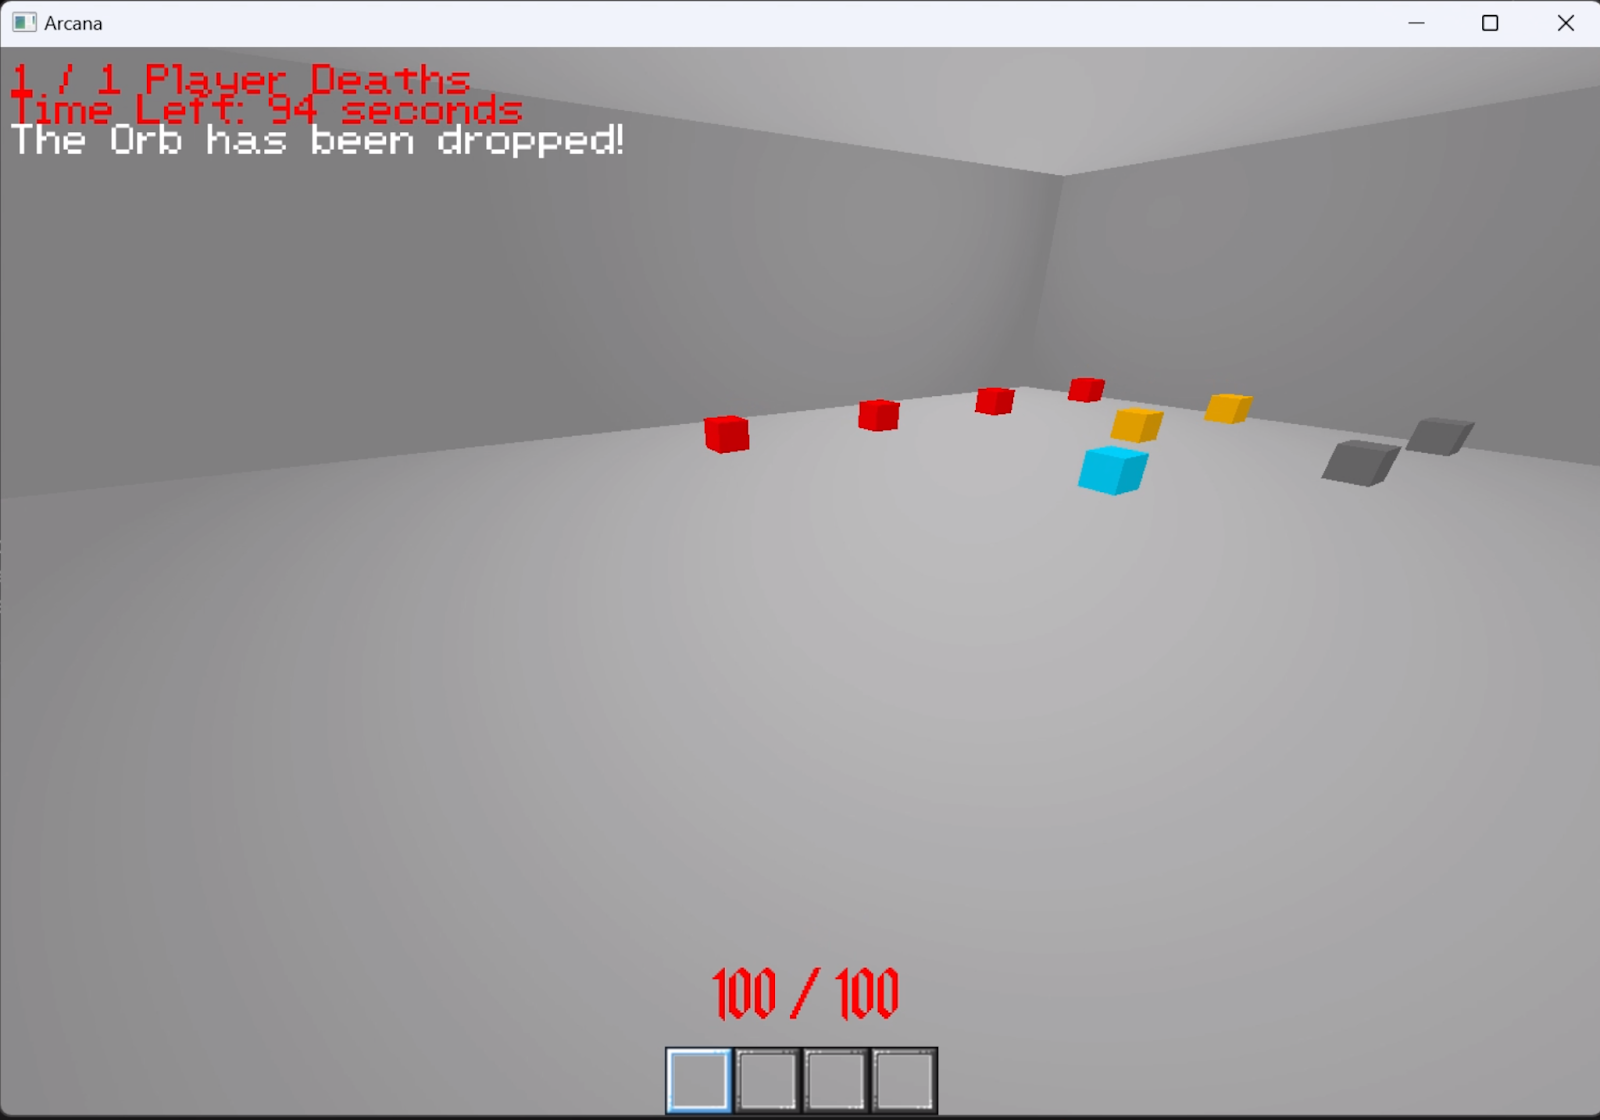 Arcana
1 / 1 Player Deaths
Time Left: 94 seconds
The Orb has been dropped!
100 / 100